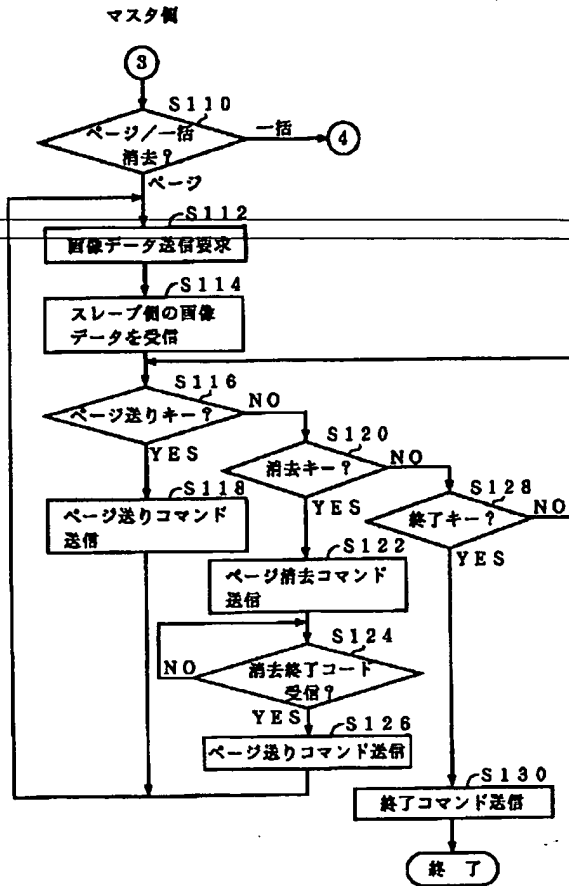 マスタ側
3
S110
ページ/一括
消去?
一括
4
ページ
S112
画像データ送信要求
S114
スレーブ側の画像
データを受信
S116
ページ送りキー?
NO
YES
S118
ページ送りコマンド
送信
S120
消去キー?
NO
YES
S122
ページ消去コマンド
送信
S124
消去終了コート
受信?
NO
YES
S126
ページ送りコマンド送信
S128
終了キー?
NO
YES
S130
終了コマンド送信
終 了